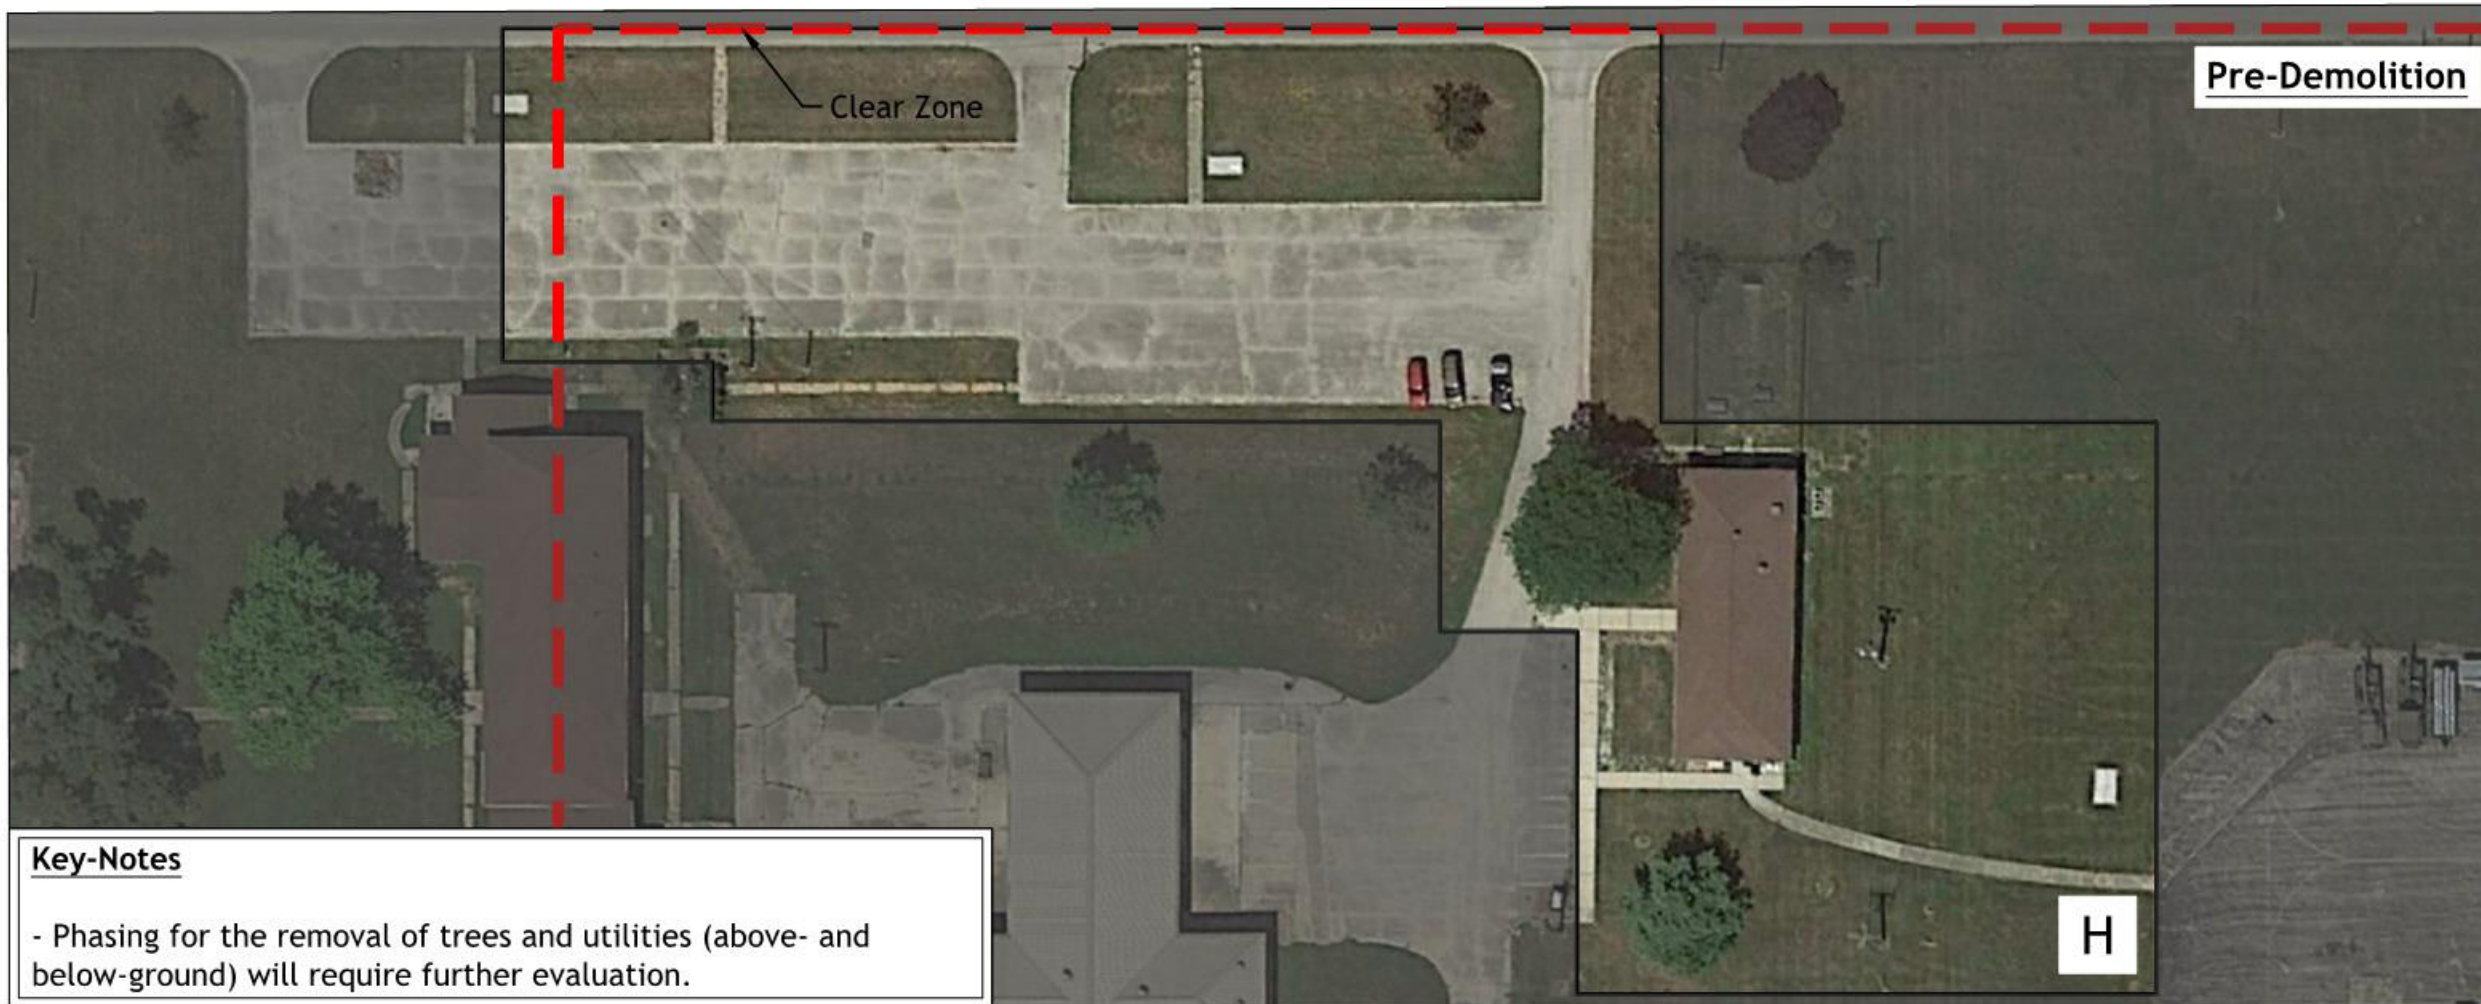 Pre-Demolition
Clear Zone
Key-Notes
- Phasing for the removal of trees and utilities (above- and
below-ground) will require further evaluation.
H